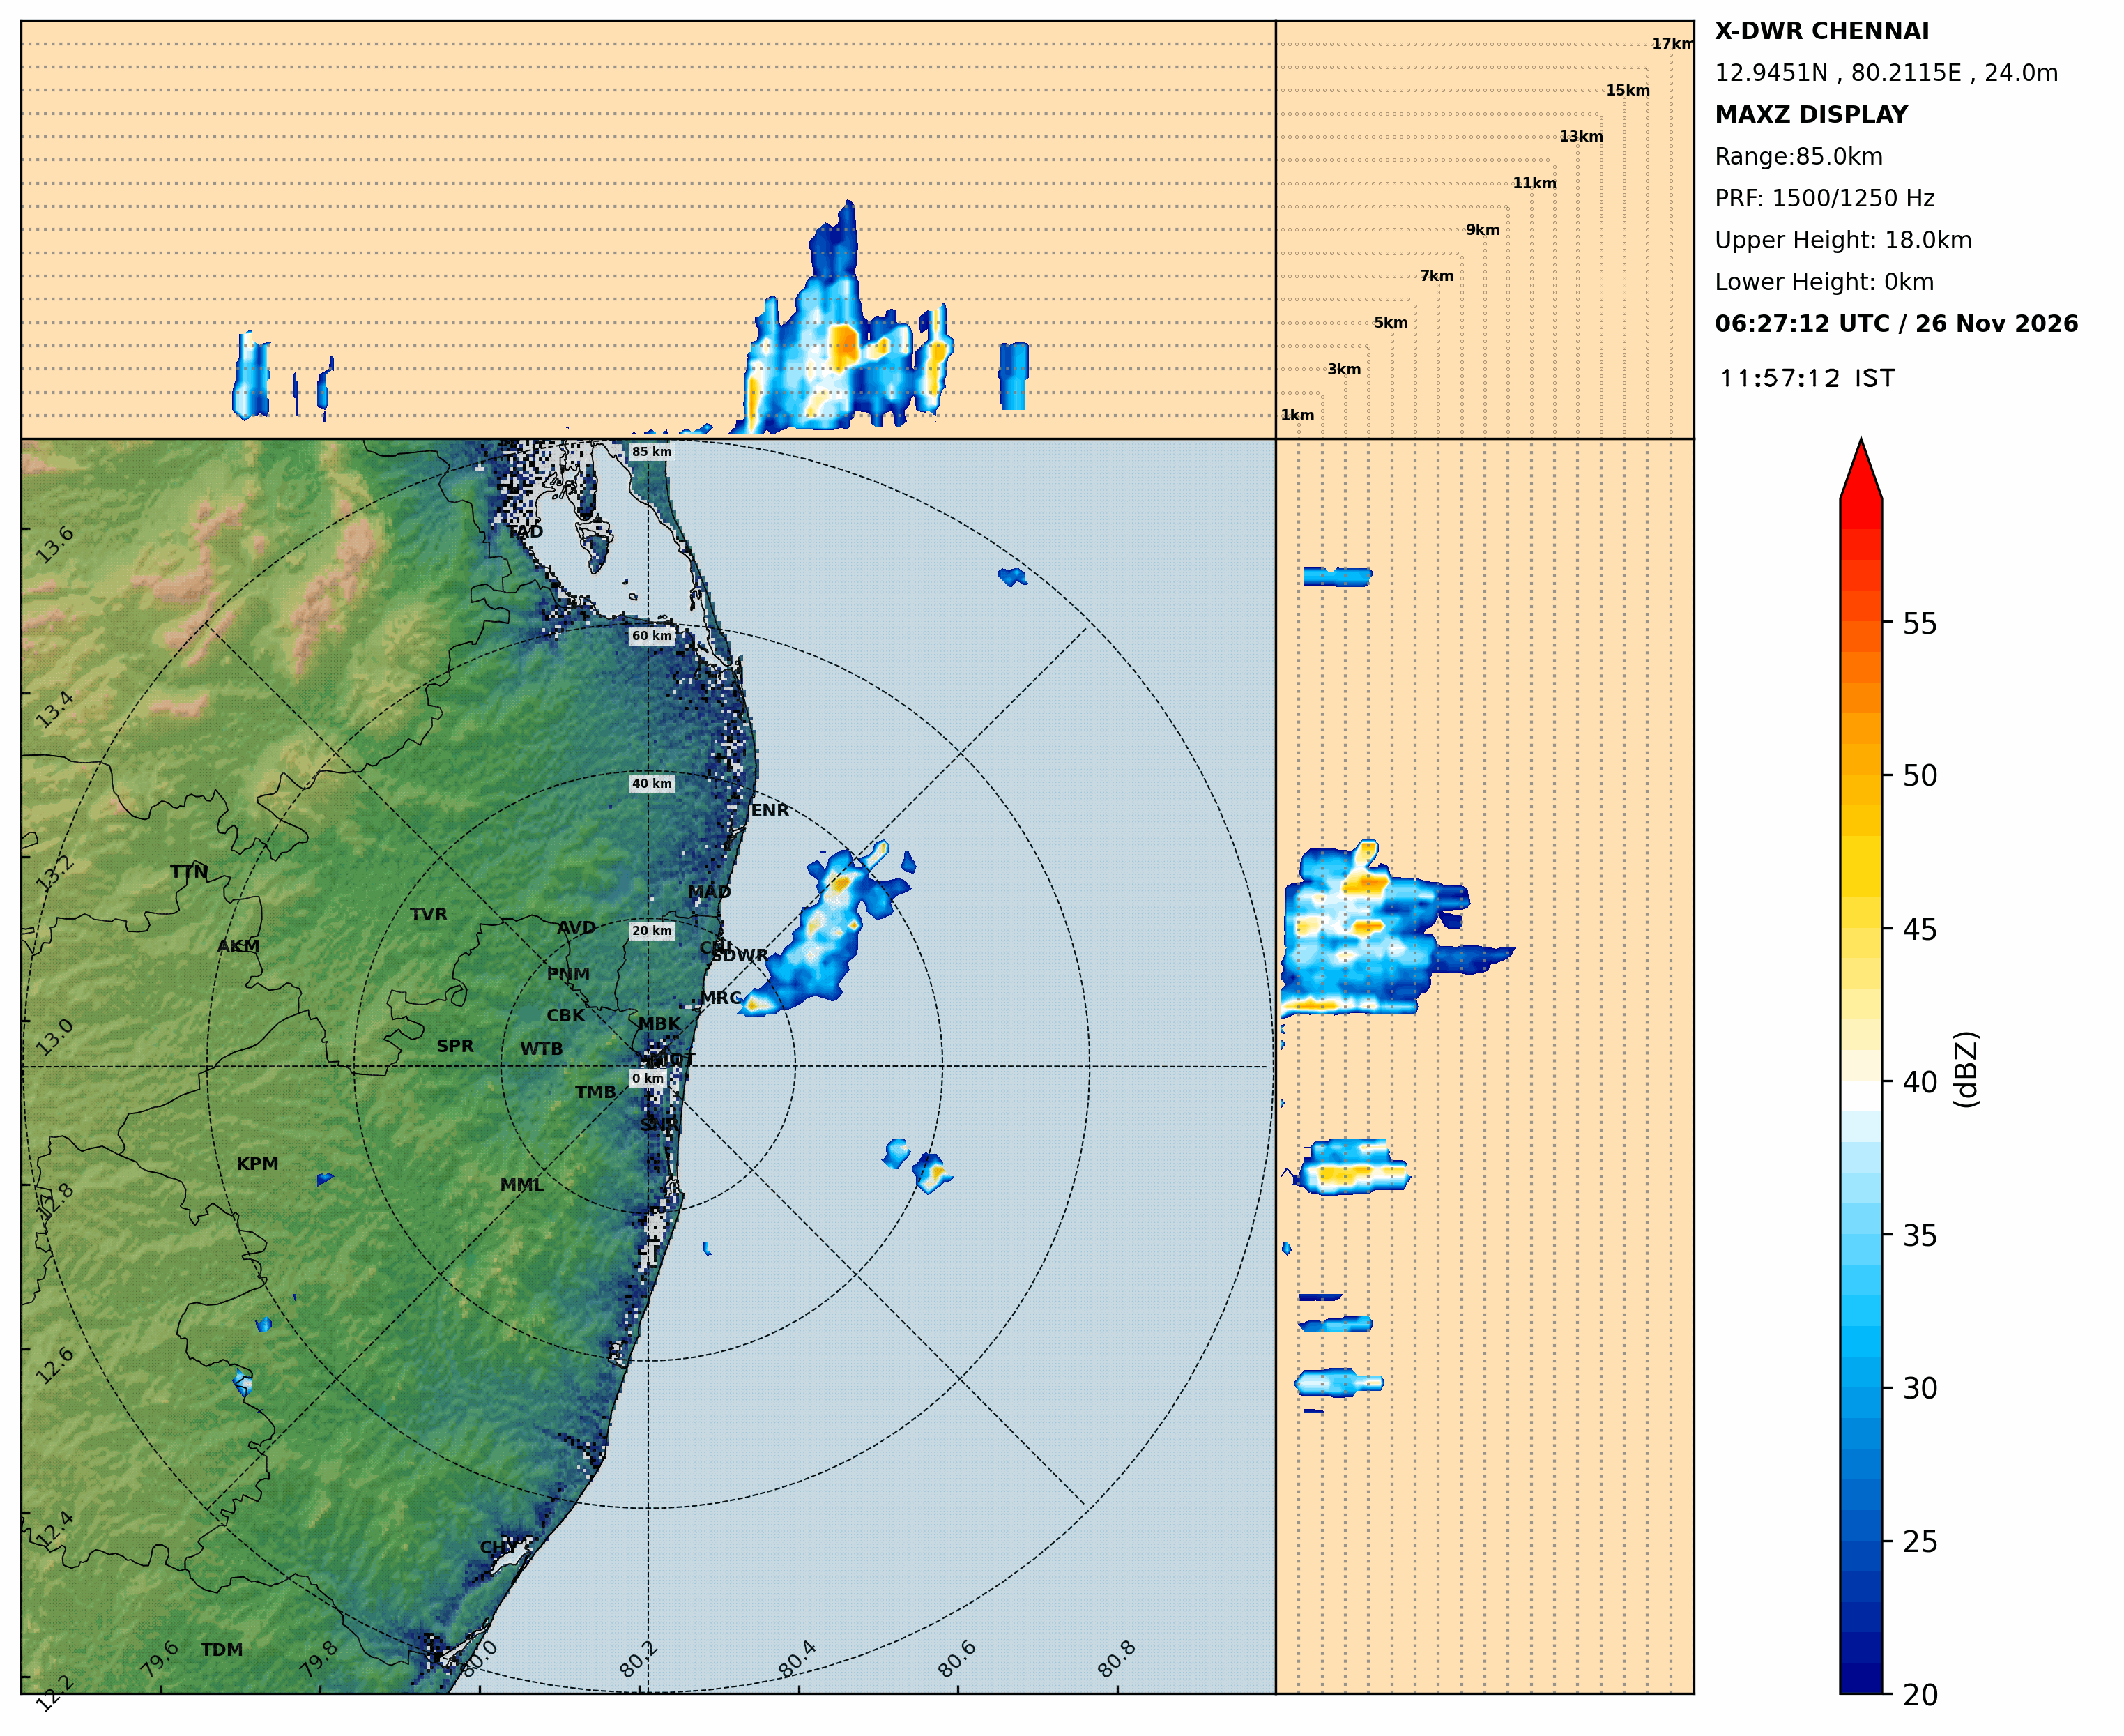 X-DWR CHENNAI
12.9451N , 80.2115E , 24.0m
MAXZ DISPLAY
Range:85.0km
PRF: 1500/1250 Hz
Upper Height: 18.0km
Lower Height: 0km
06:27:12 UTC / 26 Nov 2026
11:57:12 IST
17km
15km
13km
11km
9km
7km
5km
3km
1km
85 km
60 km
40 km
20 km
0 km
TAD
ENR
TTN
MAD
TVR
AVD
AKM
SDWR
PNM
MRC
CBK
MBK
SPR
WTB
TMB
SNR
KPM
MML
CHY
TDM
13.6
13.4
13.2
13.0
12.8
12.6
12.4
12.2
79.6
79.8
80.0
80.2
80.4
80.6
80.8
55
50
45
40
35
30
25
20
(dBZ)